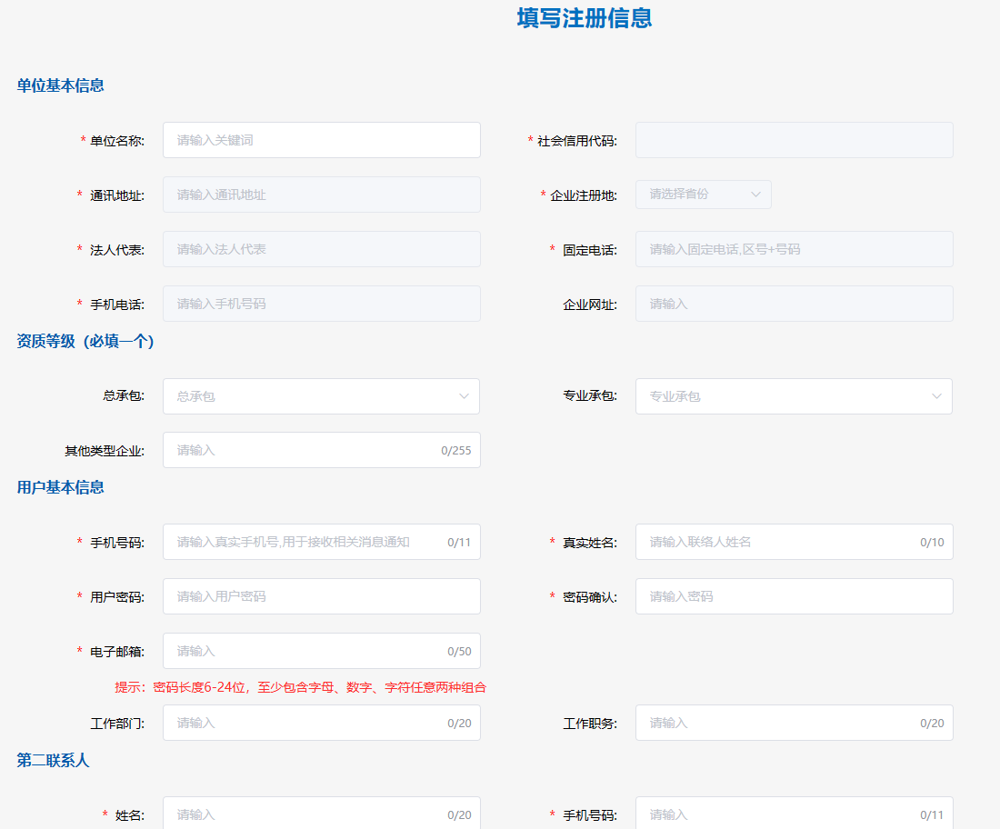 填写注册信息
单位基本信息
* 单位名称: 请输入关键词 * 社会信用代码:
* 通讯地址: 请输入通讯地址 * 企业注册地: 请选择省份
* 法人代表: 请输入法人代表 * 固定电话: 请输入固定电话,区号+号码
* 手机电话: 请输入手机号码 企业网址: 请输入
资质等级（必填一个）
总承包: 总承包 专业承包: 专业承包
其他类型企业: 请输入 0/255
用户基本信息
* 手机号码: 请输入真实手机号,用于接收相关消息通知 0/11 * 真实姓名: 请输入联络人姓名 0/10
* 用户密码: 请输入用户密码 * 密码确认: 请输入密码
* 电子邮箱: 请输入 0/50
提示：密码长度6-24位，至少包含字母、数字、字符任意两种组合
工作部门: 请输入 0/20 工作职务: 请输入 0/20
第二联系人
* 姓名: 请输入 0/20 * 手机号码: 请输入 0/11